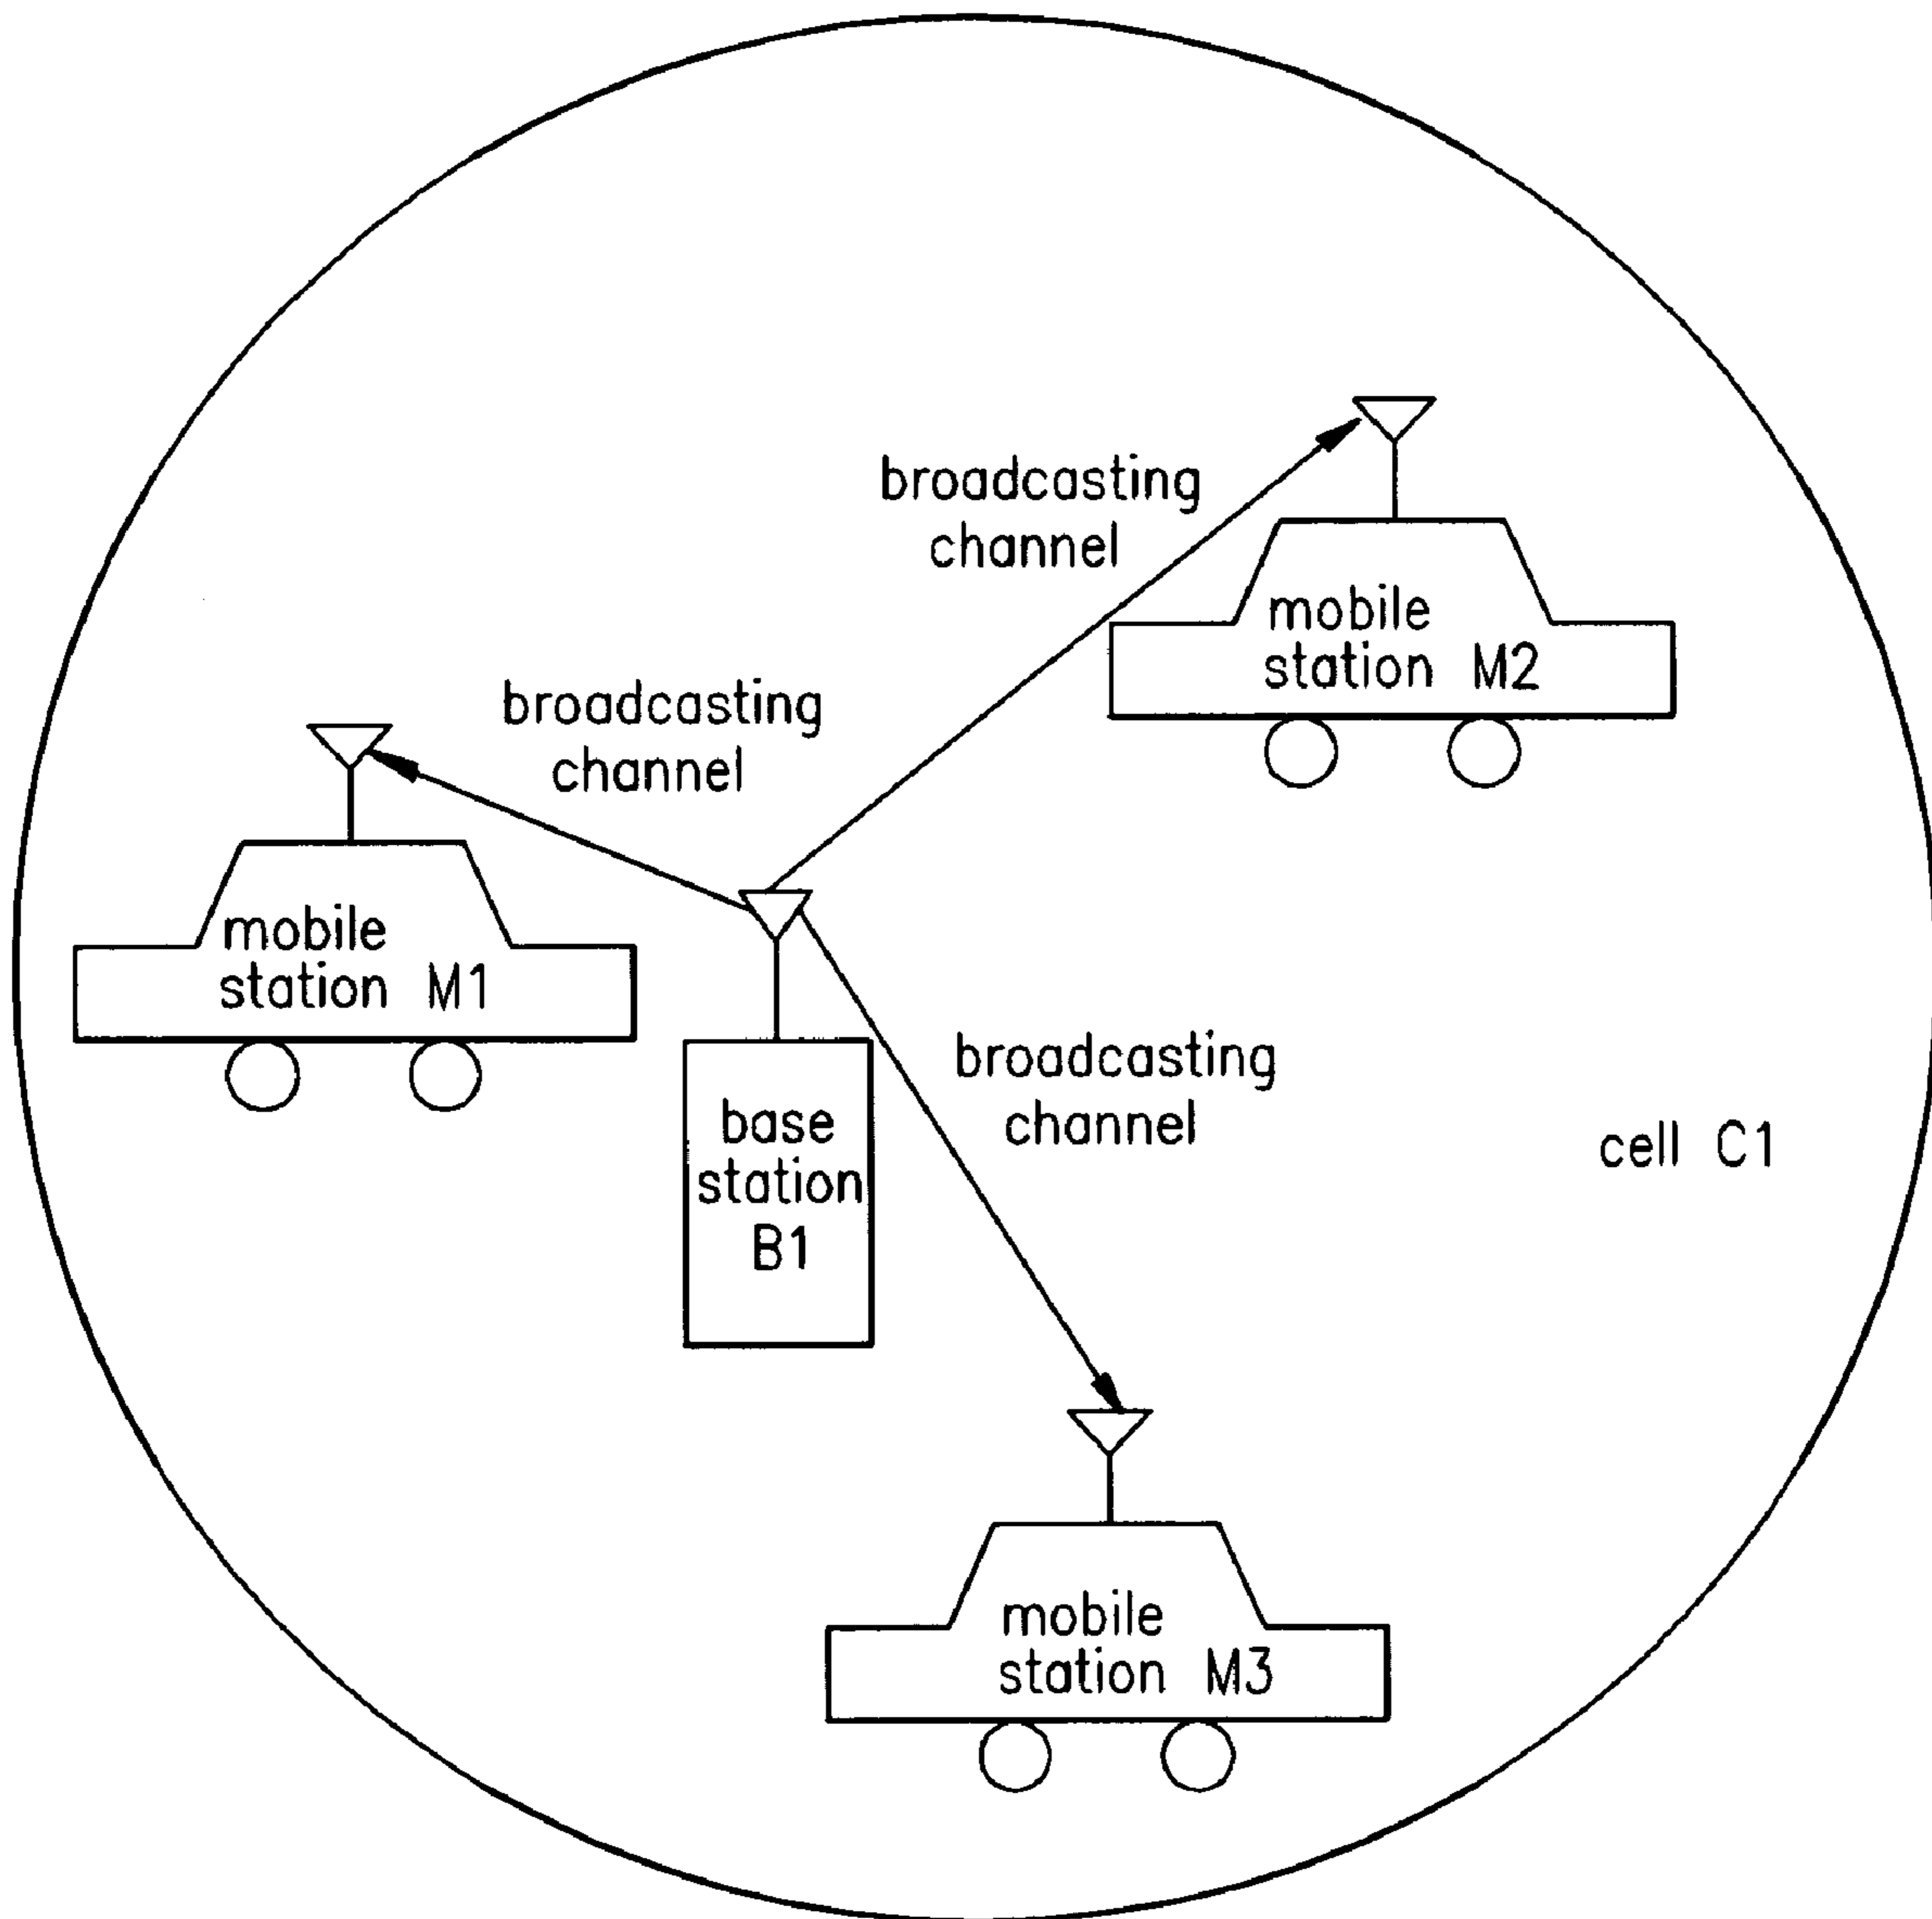 broadcasting
channel
mobile
station M2
broadcasting
channel
mobile
station M1
broadcasting
channel
base
station
B1
cell C1
mobile
station M3